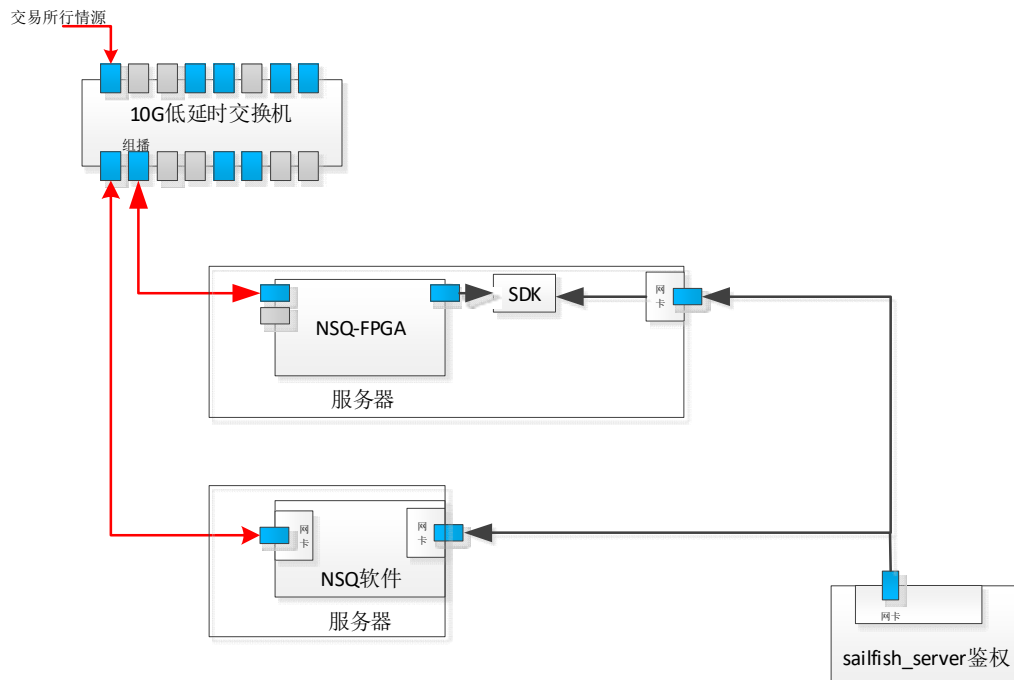 交易所行情源
10G低延时交换机
组播
SDK
网
卡
NSQ-FPGA
服务器
网
卡
网
卡
NSQ软件
服务器
网卡
sailfish_server鉴权